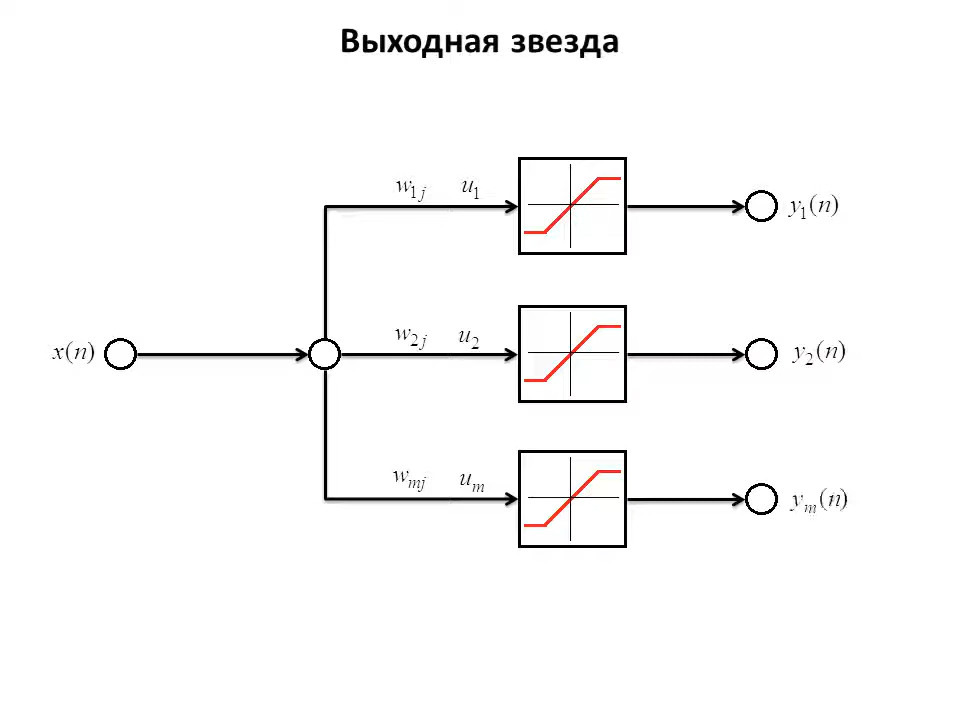 Выходная звезда
w₁ⱼ u₁
y₁(n)
w₂ⱼ u₂
x(n)
y₂(n)
wₘⱼ uₘ
yₘ(n)